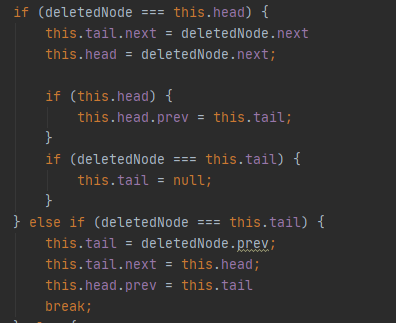 if (deletedNode === this.head) {
    this.tail.next = deletedNode.next
    this.head = deletedNode.next;

    if (this.head) {
        this.head.prev = this.tail;
    }
    if (deletedNode === this.tail) {
        this.tail = null;
    }
} else if (deletedNode === this.tail) {
    this.tail = deletedNode.prev;
    this.tail.next = this.head;
    this.head.prev = this.tail
    break;